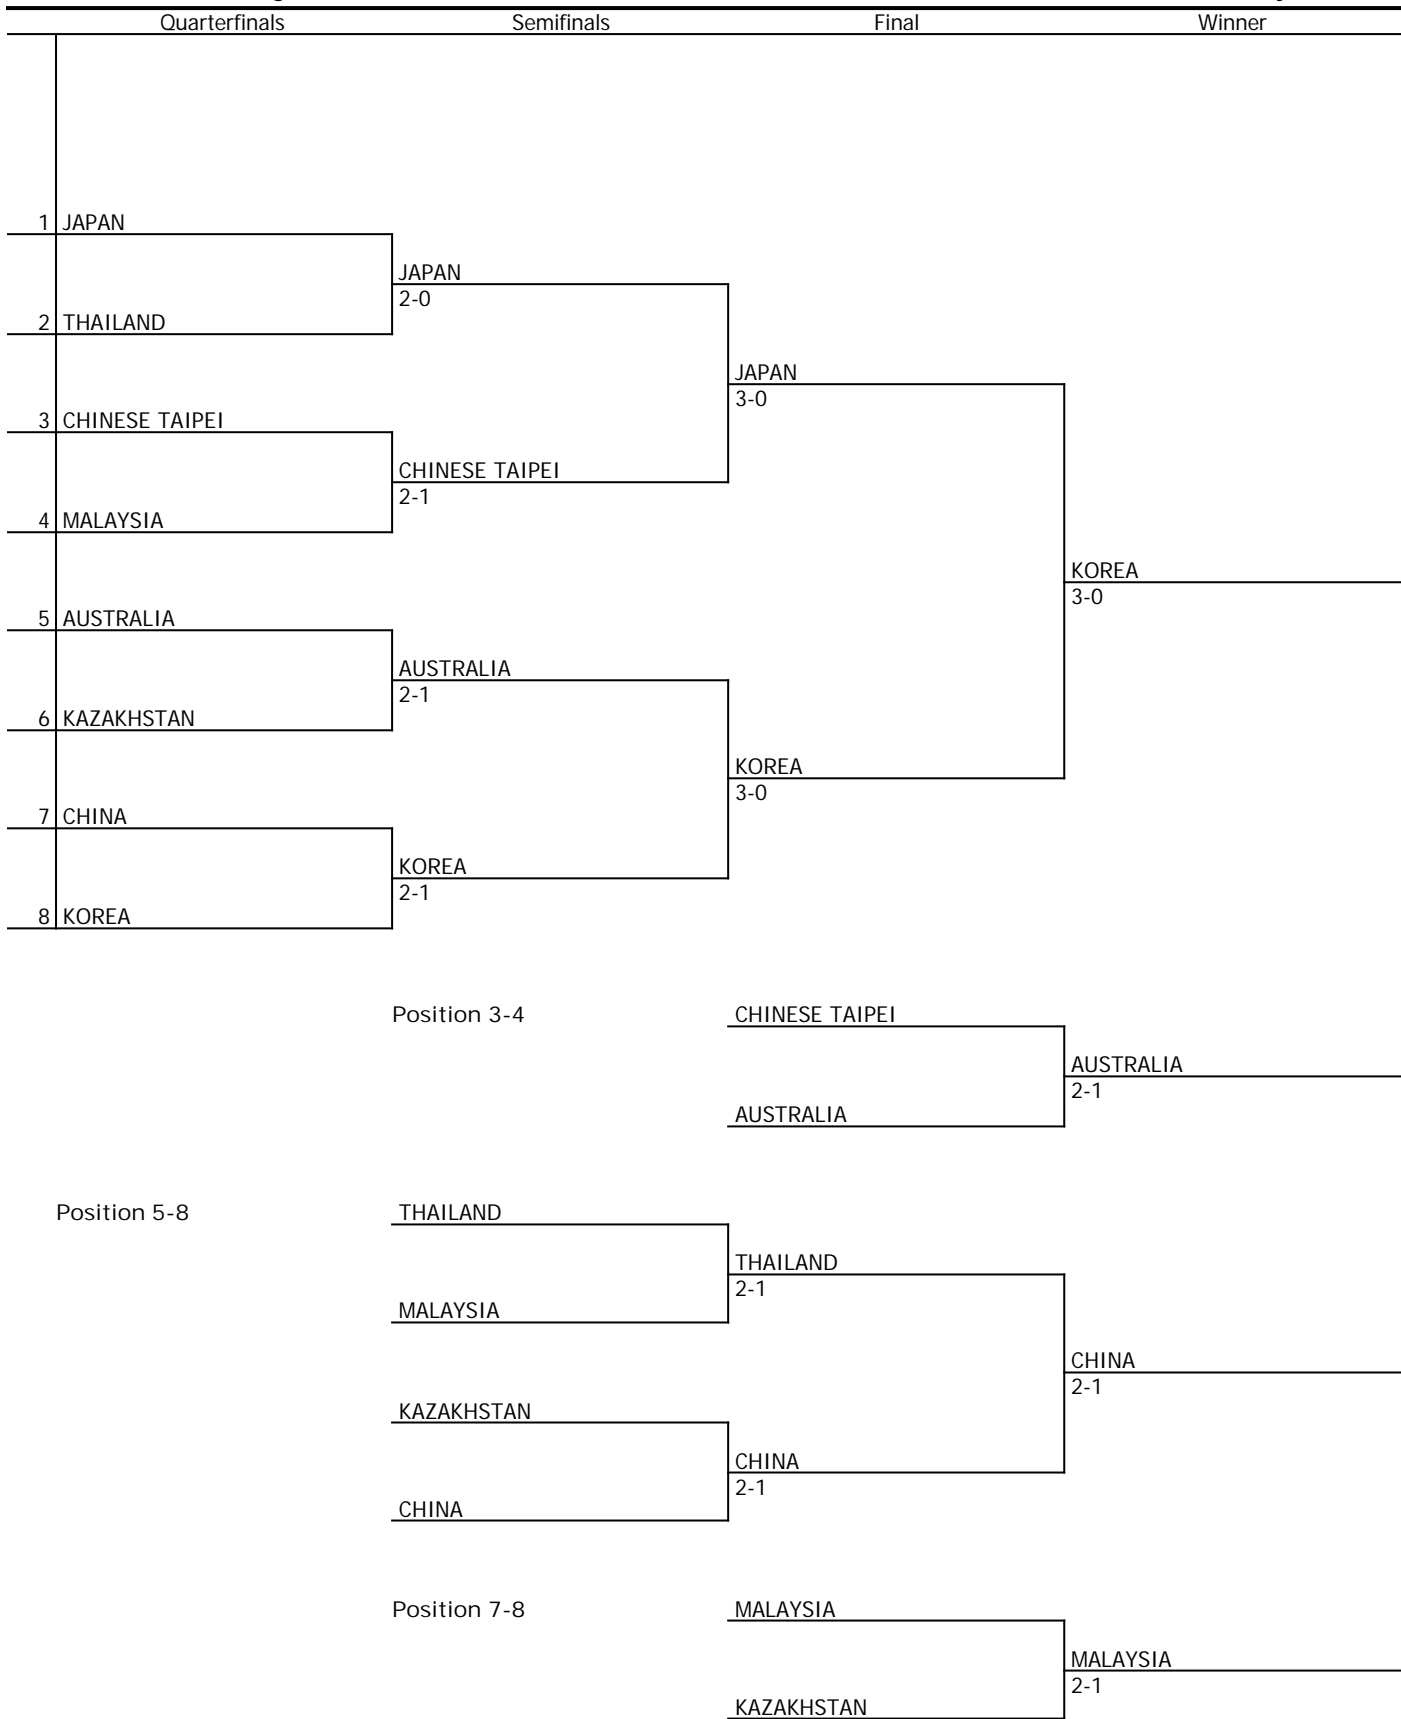 Quarterfinals Semifinals Final Winner
1 JAPAN
JAPAN
2-0
2 THAILAND
JAPAN
3-0
3 CHINESE TAIPEI
CHINESE TAIPEI
2-1
4 MALAYSIA
KOREA
3-0
5 AUSTRALIA
AUSTRALIA
2-1
6 KAZAKHSTAN
KOREA
3-0
7 CHINA
KOREA
2-1
8 KOREA
Position 3-4 CHINESE TAIPEI
AUSTRALIA
2-1
AUSTRALIA
Position 5-8 THAILAND
THAILAND
2-1
MALAYSIA
CHINA
2-1
KAZAKHSTAN
CHINA
2-1
CHINA
Position 7-8 MALAYSIA
MALAYSIA
2-1
KAZAKHSTAN